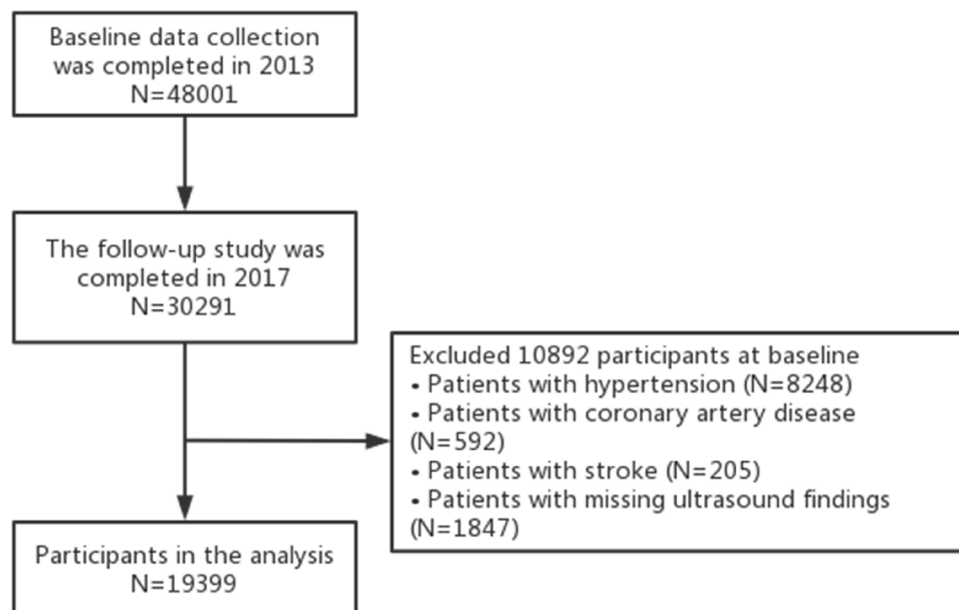 Baseline data collection
was completed in 2013
N=48001
The follow-up study was
completed in 2017
N=30291
Excluded 10892 participants at baseline
• Patients with hypertension (N=8248)
• Patients with coronary artery disease
(N=592)
• Patients with stroke (N=205)
• Patients with missing ultrasound findings
(N=1847)
Participants in the analysis
N=19399